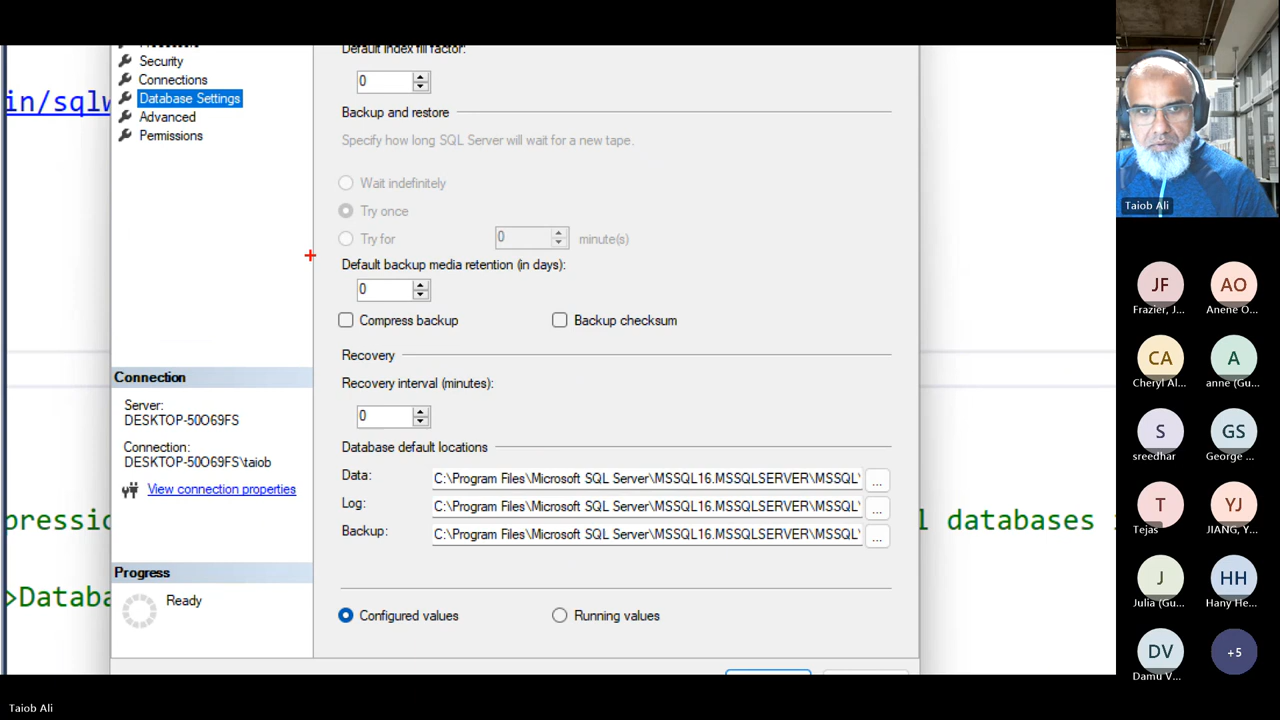 Default index fill factor:
Security
Connections
in/sqlw
Database Settings
Advanced
Permissions
0
Backup and restore
Specify how long SQL Server will wait for a new tape.
Wait indefinitely
Try once
Try for
0
minute(s)
Default backup media retention (in days):
0
Compress backup
Backup checksum
Recovery
Recovery interval (minutes):
0
Database default locations
Data:
C:\Program Files\Microsoft SQL Server\MSSQL16.MSSQLSERVER\MSSQL\
...
Log:
C:\Program Files\Microsoft SQL Server\MSSQL16.MSSQLSERVER\MSSQL\
...
Backup:
C:\Program Files\Microsoft SQL Server\MSSQL16.MSSQLSERVER\MSSQL\
...
Configured values
Running values
Connection
Server:
DESKTOP-50O69FS
Connection:
DESKTOP-50O69FS\taiob
View connection properties
pressic
l databases
Progress
Ready
>Databa
Taiob Ali
JF
Frazier, J...
AO
Anene O...
CA
Cheryl Al...
A
anne (Gu...
S
sreedhar
GS
George ...
T
Tejas
YJ
JIANG, Y...
J
Julia (Gu...
HH
Hany He...
DV
Damu V...
+5
Taiob Ali